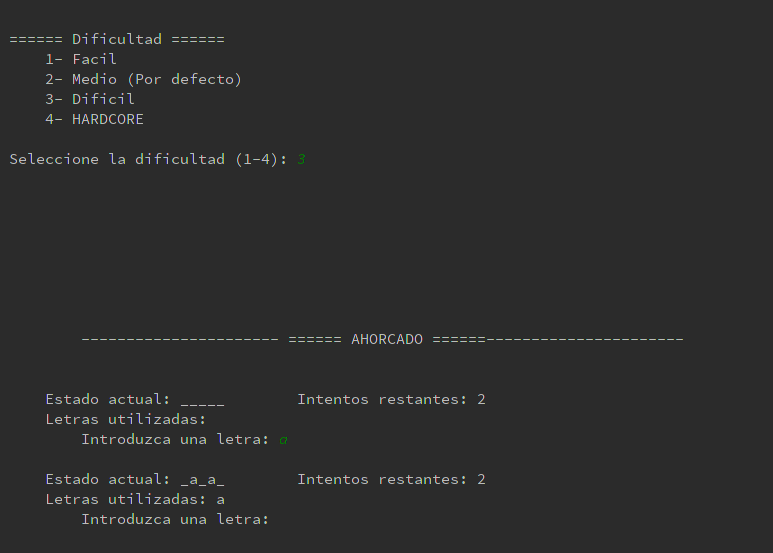 ====== Dificultad ======
1- Facil
2- Medio (Por defecto)
3- Dificil
4- HARDCORE
Seleccione la dificultad (1-4): 3
---------------------- ====== AHORCADO ======----------------------
Estado actual: _____ Intentos restantes: 2
Letras utilizadas:
Introduzca una letra: a
Estado actual: _a_a_ Intentos restantes: 2
Letras utilizadas: a
Introduzca una letra: